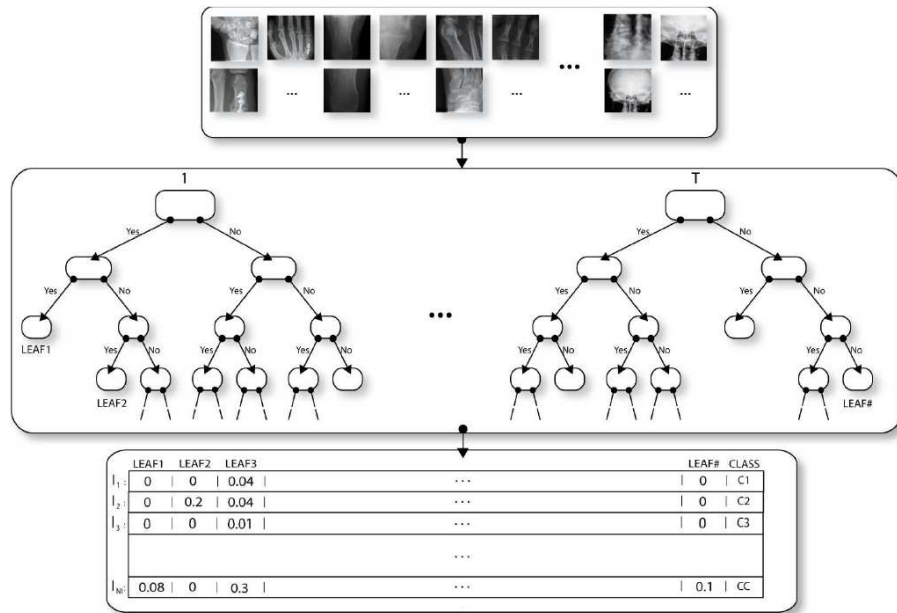 ... ... ... ... ...
1 T
Yes No Yes No
Yes No Yes No Yes No Yes No
...
LEAF1 Yes No Yes No Yes No Yes No Yes No Yes No
LEAF2 LEAF#
LEAF1 LEAF2 LEAF3 LEAF# CLASS
I1: 0 | 0 | 0.04 | ... | 0 | C1
I2: 0 | 0.2 | 0.04 | ... | 0 | C2
I3: 0 | 0 | 0.01 | ... | 0 | C3
...
INI: 0.08 | 0 | 0.3 | ... | 0.1 | CC